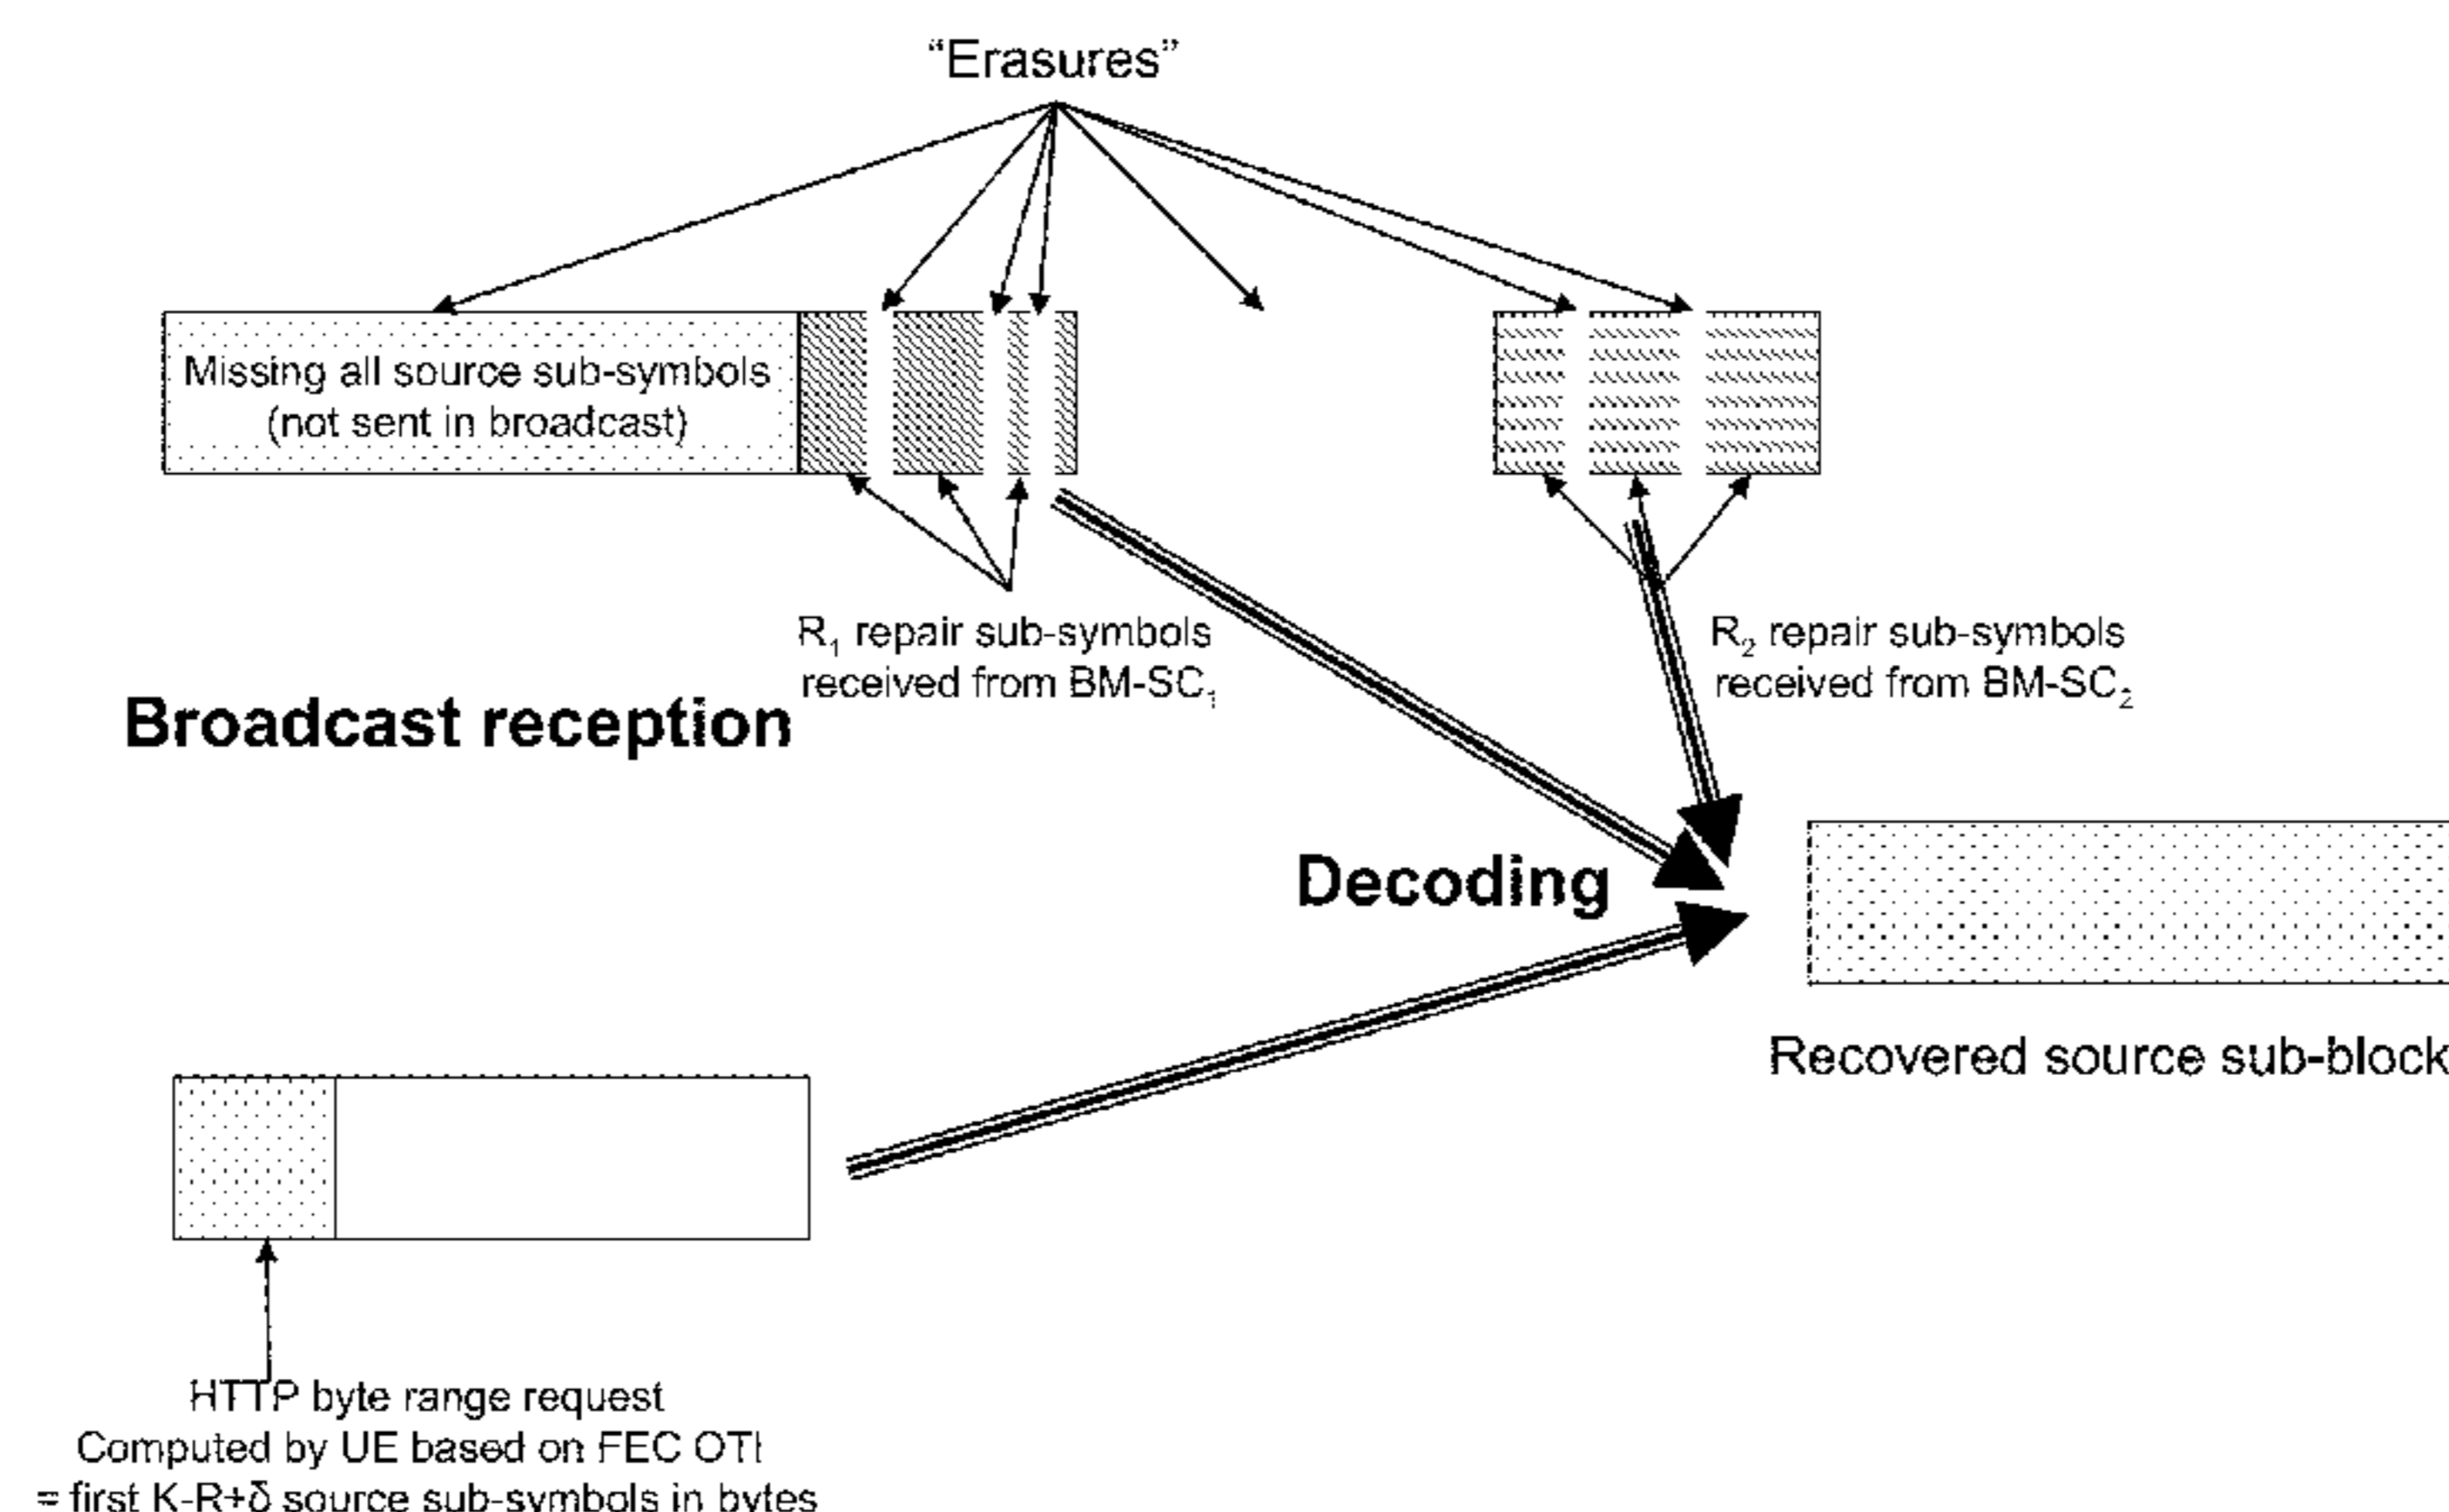 “Erasures”
Missing all source sub-symbols
(not sent in broadcast)
R₁ repair sub-symbols
received from BM-SC₁
R₂ repair sub-symbols
received from BM-SC₂
Broadcast reception
Decoding
Recovered source sub-block
HTTP byte range request
Computed by UE based on FEC OTI
= first K-R+δ source sub-symbols in bytes